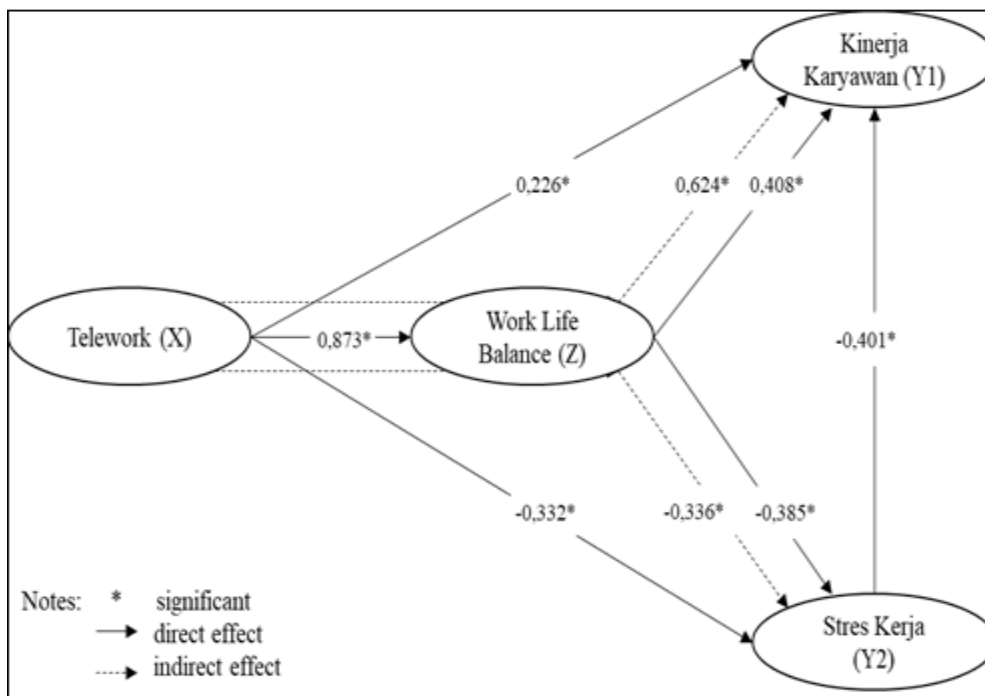 Kinerja
Karyawan (Y1)
0,226*
0,624*
0,408*
Telework (X)
0,873*
Work Life
Balance (Z)
-0,401*
-0,332*
-0,336*
-0,385*
Notes: * significant
direct effect
indirect effect
Stres Kerja
(Y2)